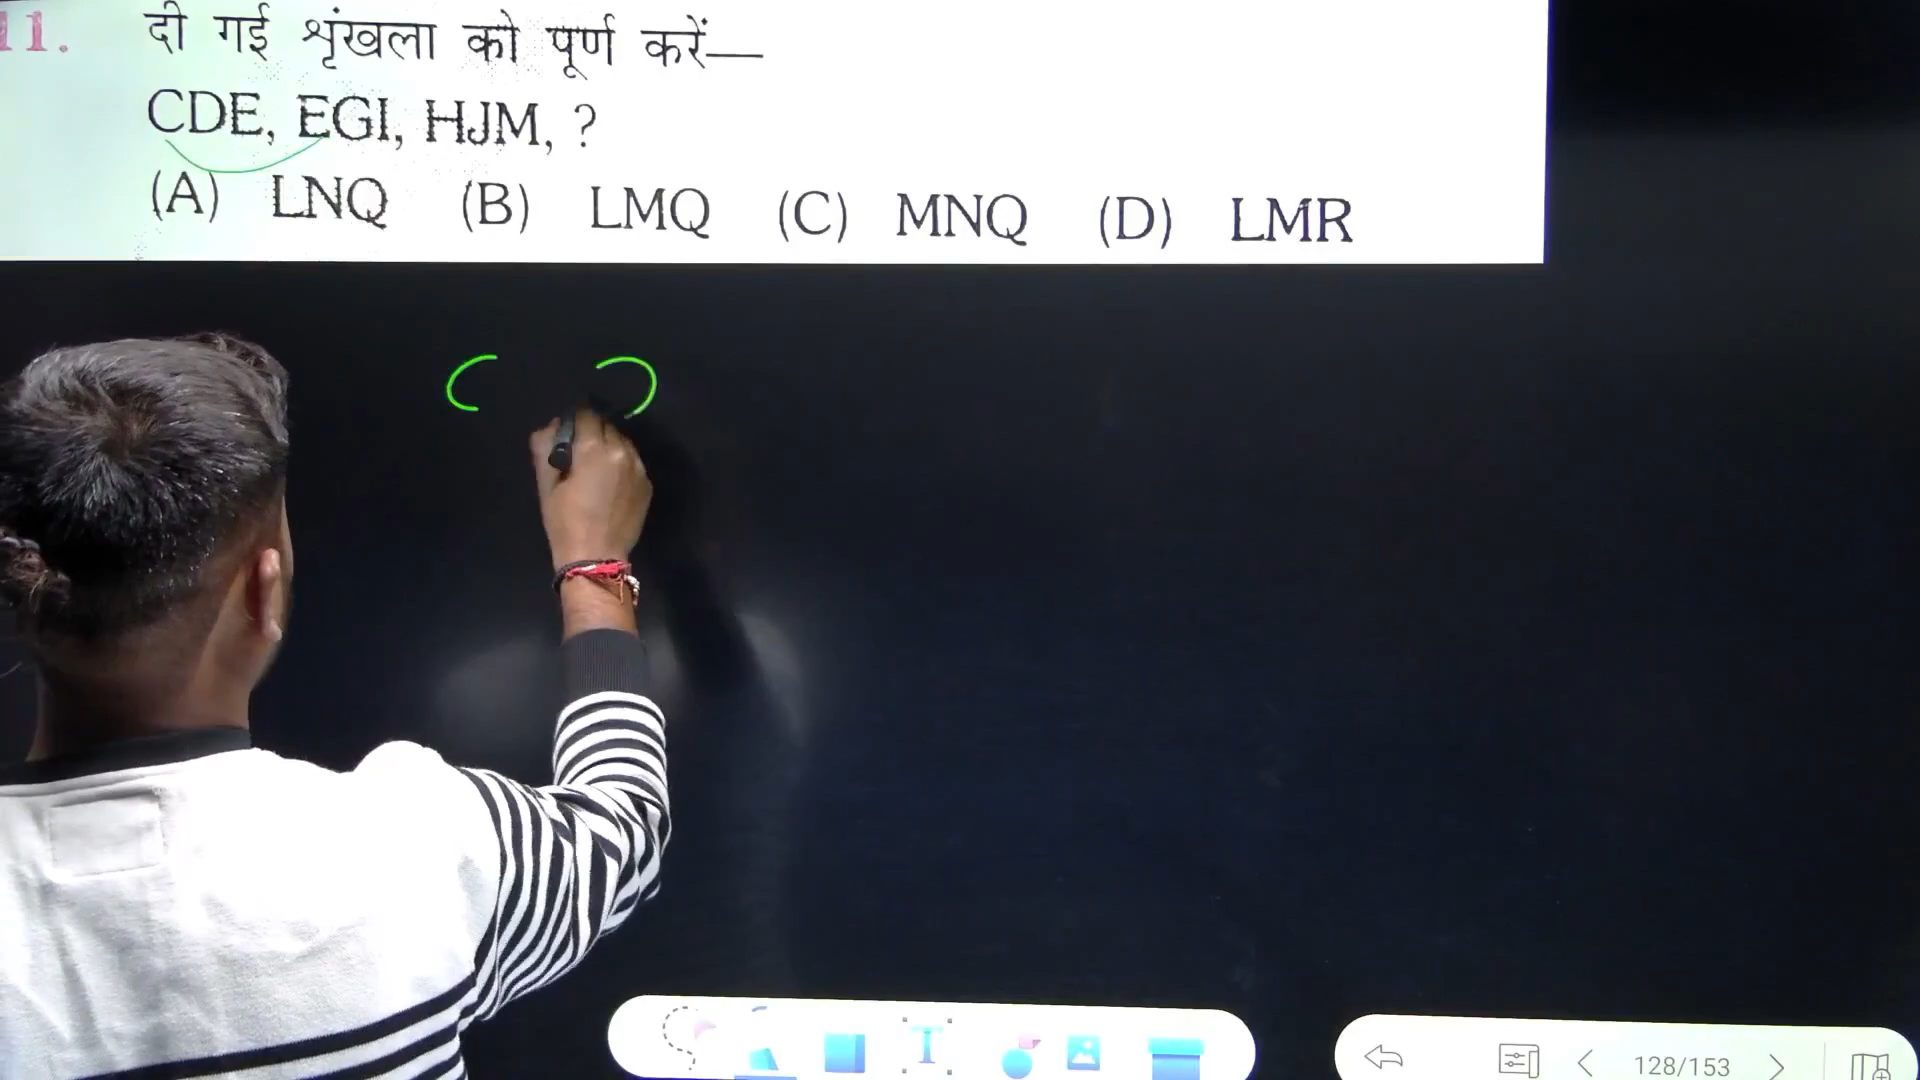 11. दी गई शृंखला को पूर्ण करें—
CDE, EGI, HJM, ?
(A) LNQ (B) LMQ (C) MNQ (D) LMR
T
128/153